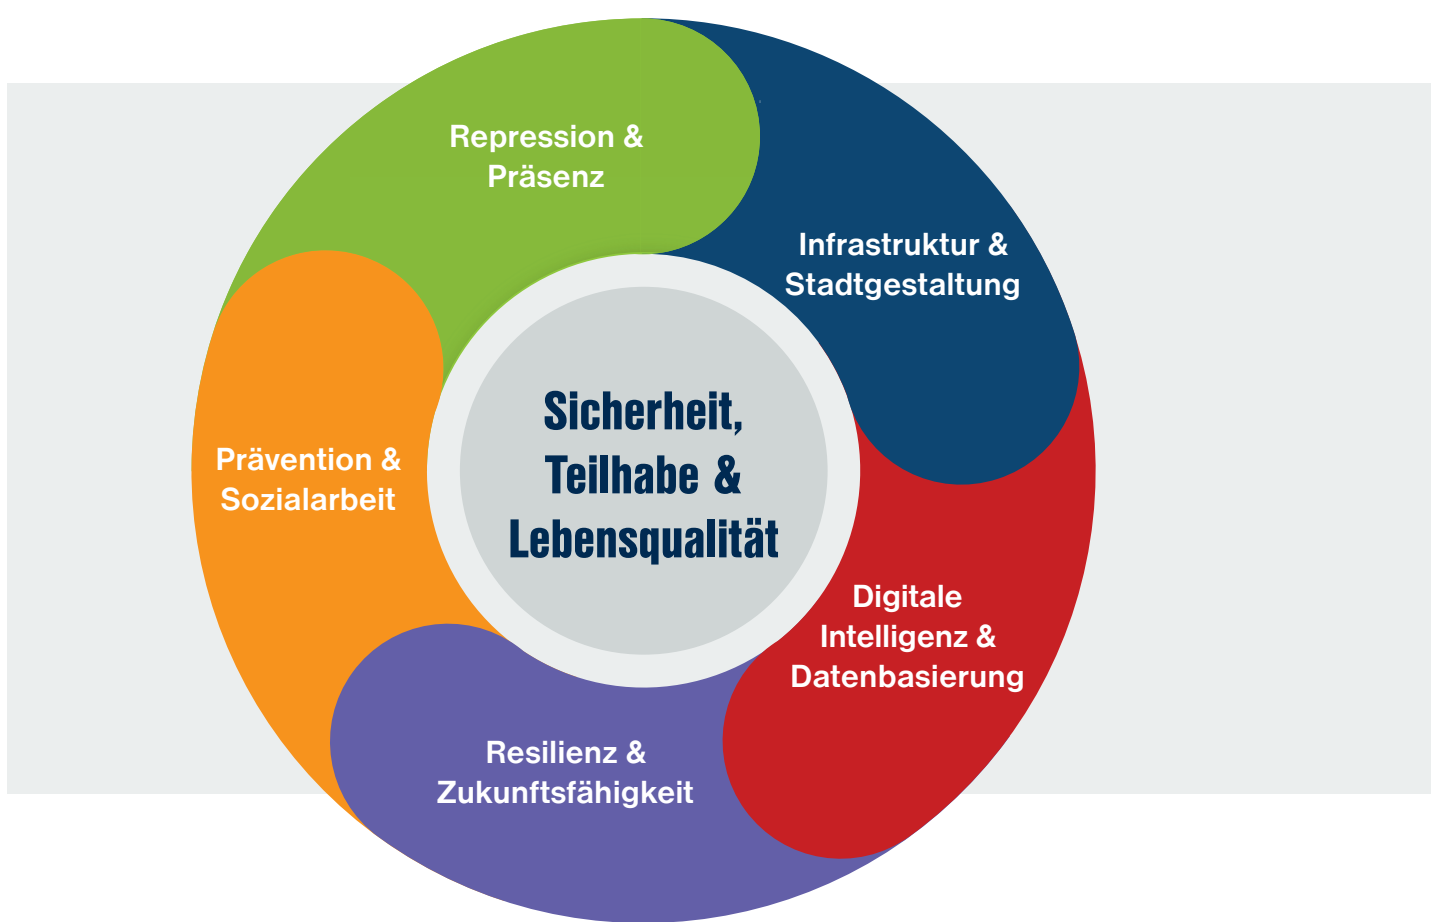 Repression &
Präsenz
Infrastruktur &
Stadtgestaltung
Sicherheit,
Teilhabe &
Lebensqualität
Prävention &
Sozialarbeit
Digitale
Intelligenz &
Datenbasierung
Resilienz &
Zukunftsfähigkeit